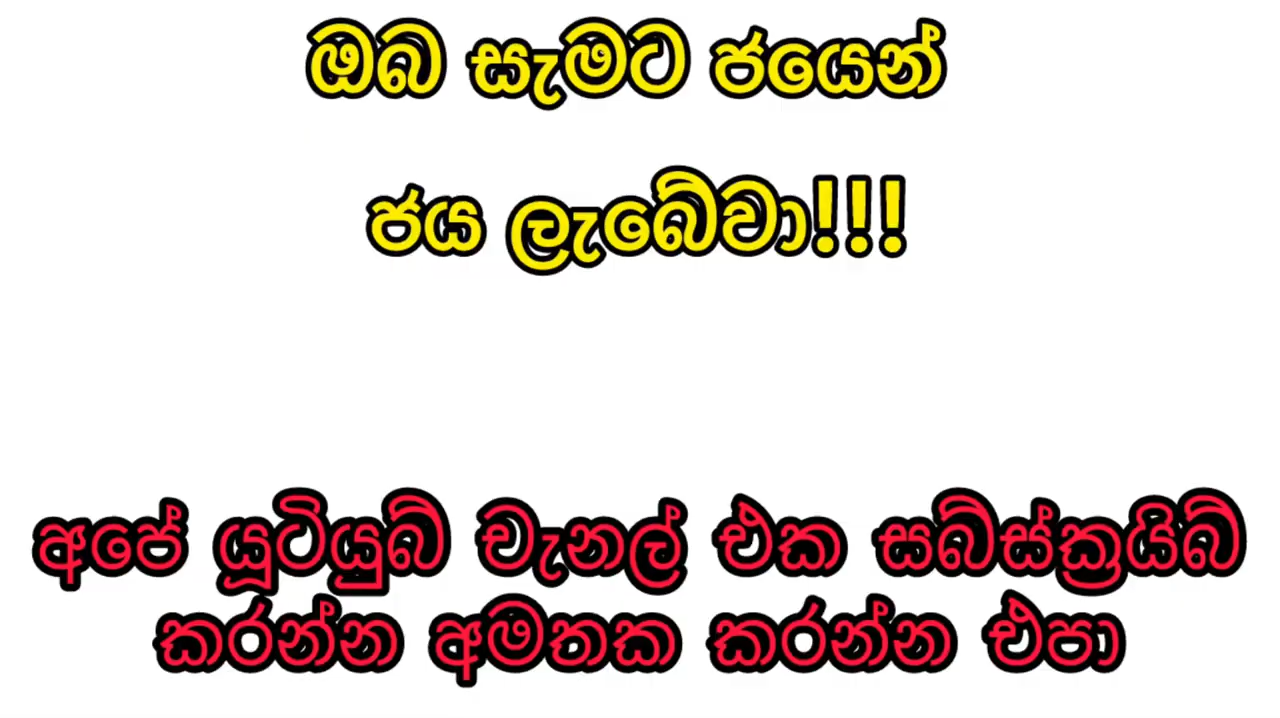 ඔබ සැමට ජයෙන්
ජය ලැබේවා!!!
අපේ යූටියුබ් චැනල් එක සබ්ස්ක්‍රයිබ්
කරන්න අමතක කරන්න එපා